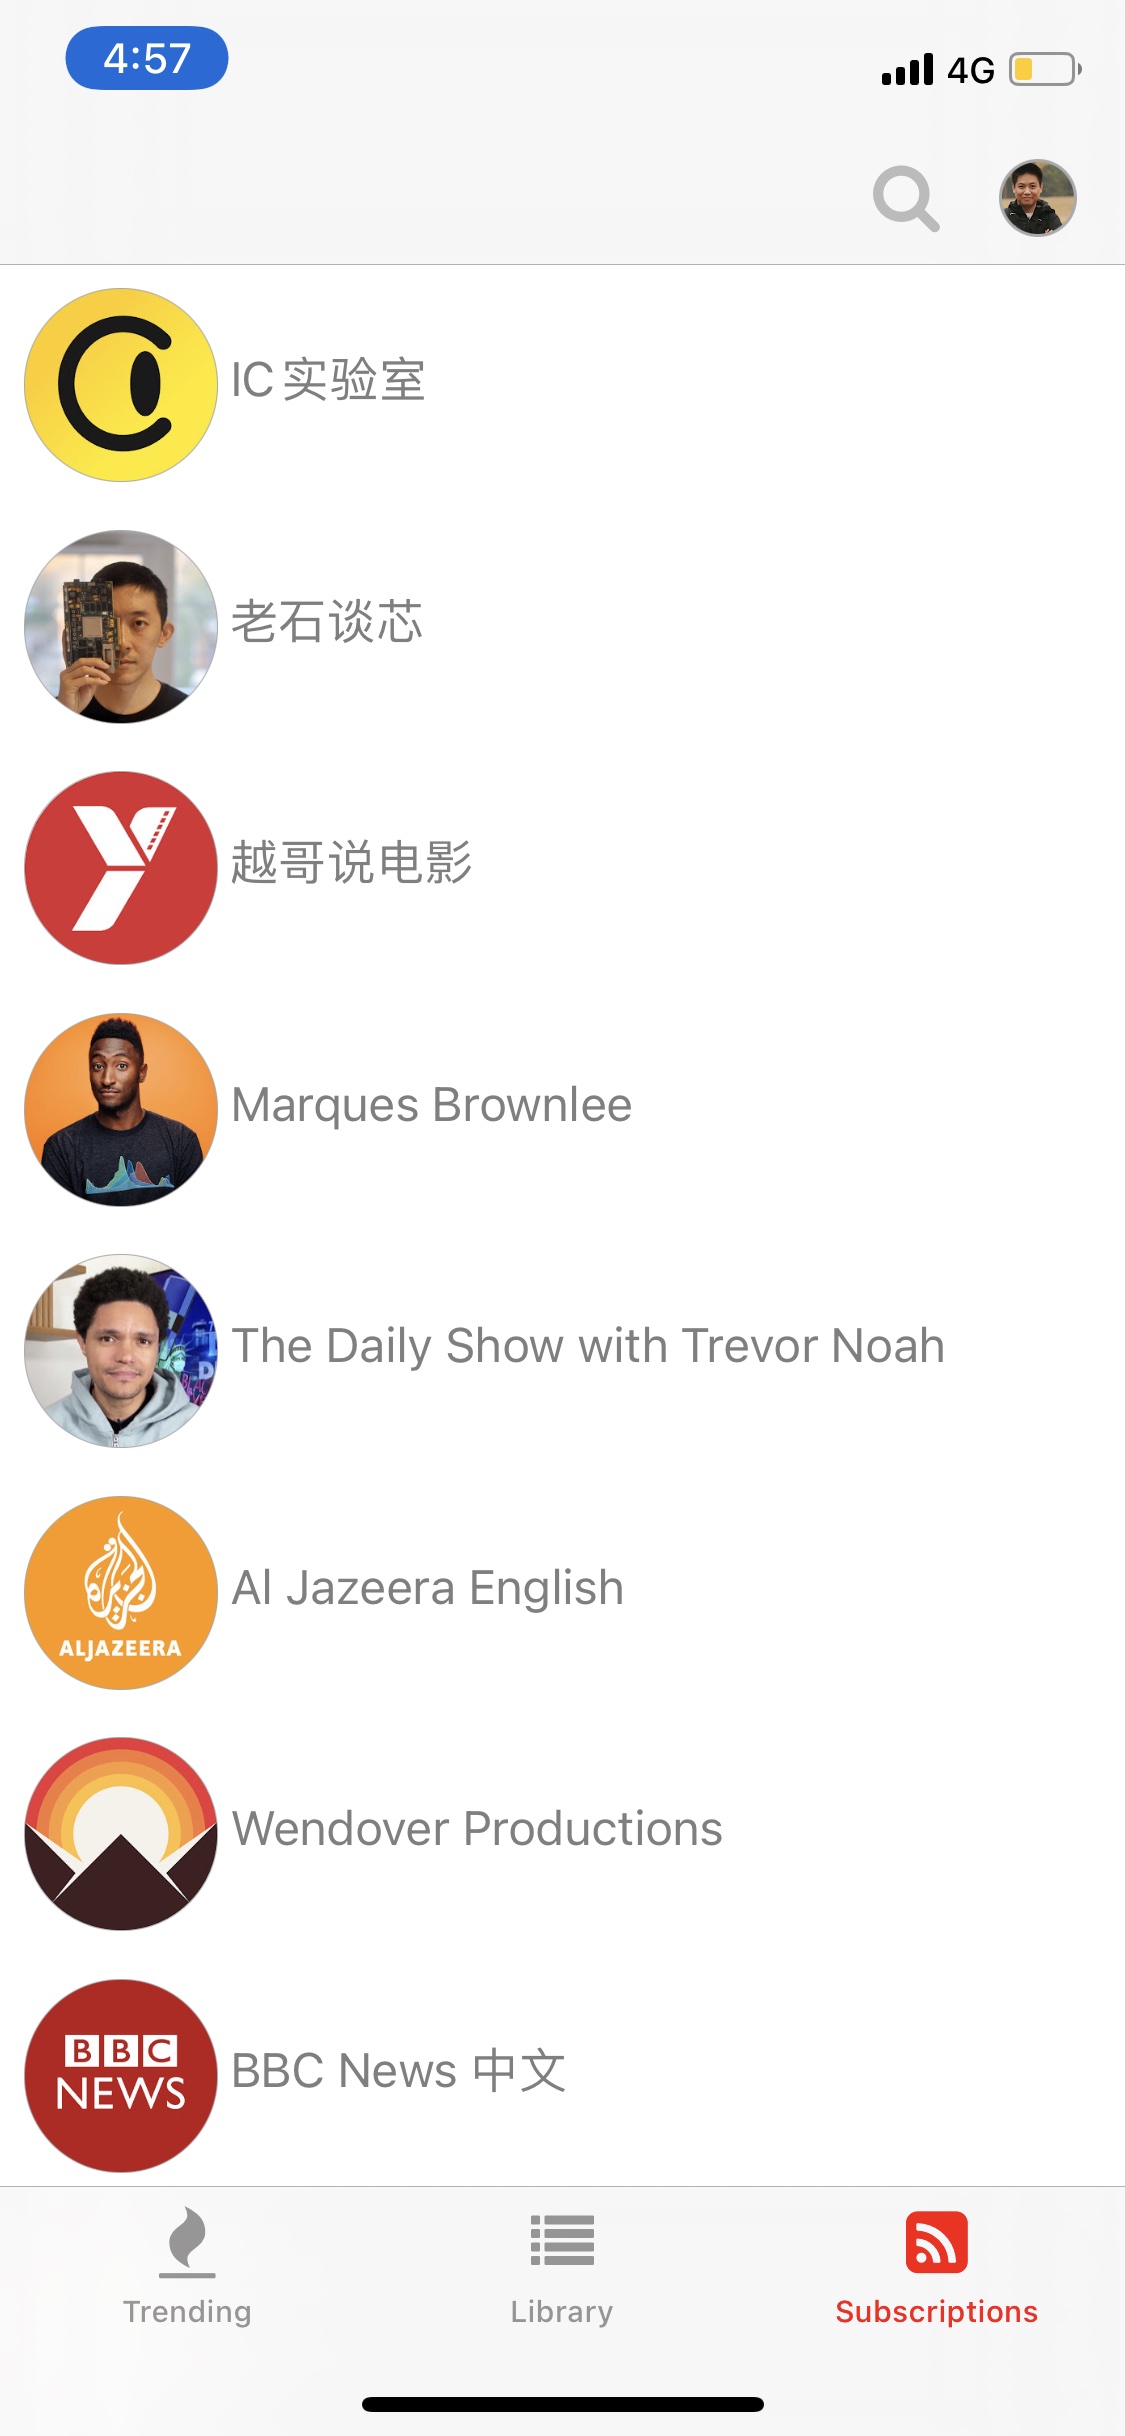 4:57
4G
IC实验室
老石谈芯
越哥说电影
Marques Brownlee
The Daily Show with Trevor Noah
ALJAZEERA
Al Jazeera English
Wendover Productions
BBC
NEWS
BBC News 中文
Trending
Library
Subscriptions